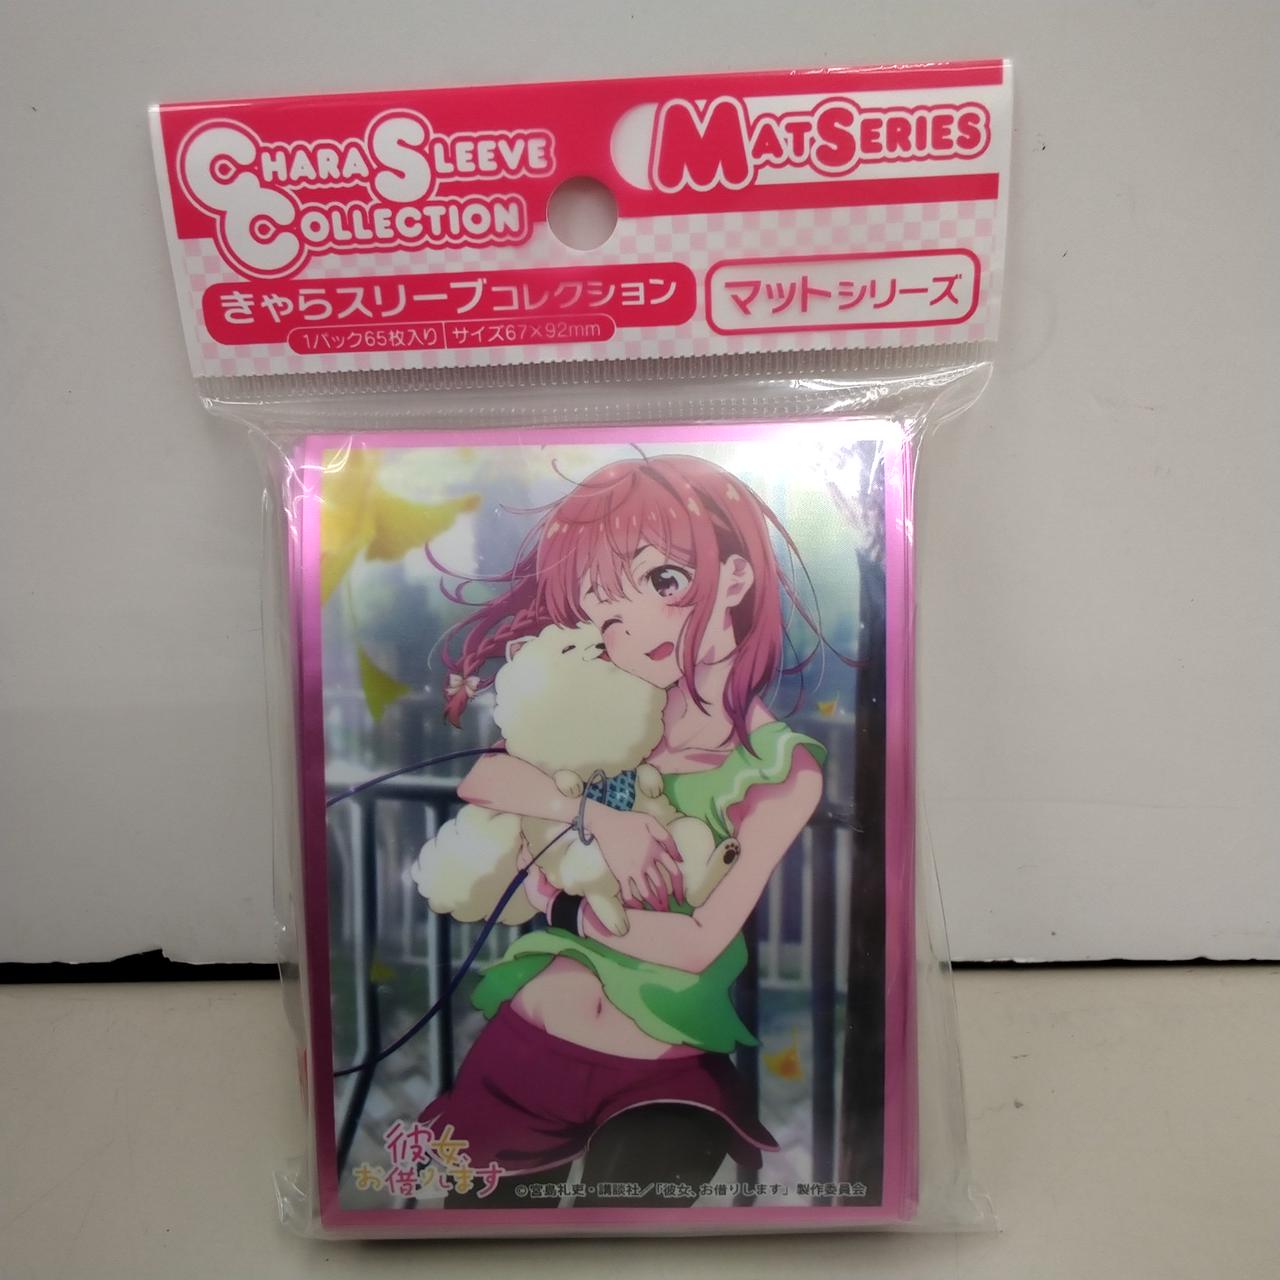 CHARA SLEEVE
COLLECTION
MAT SERIES
きゃらスリーブコレクション
マットシリーズ
1パック65枚入り サイズ67×92mm
彼女、
お借りします
©宮島礼吏・講談社／「彼女、お借りします」製作委員会